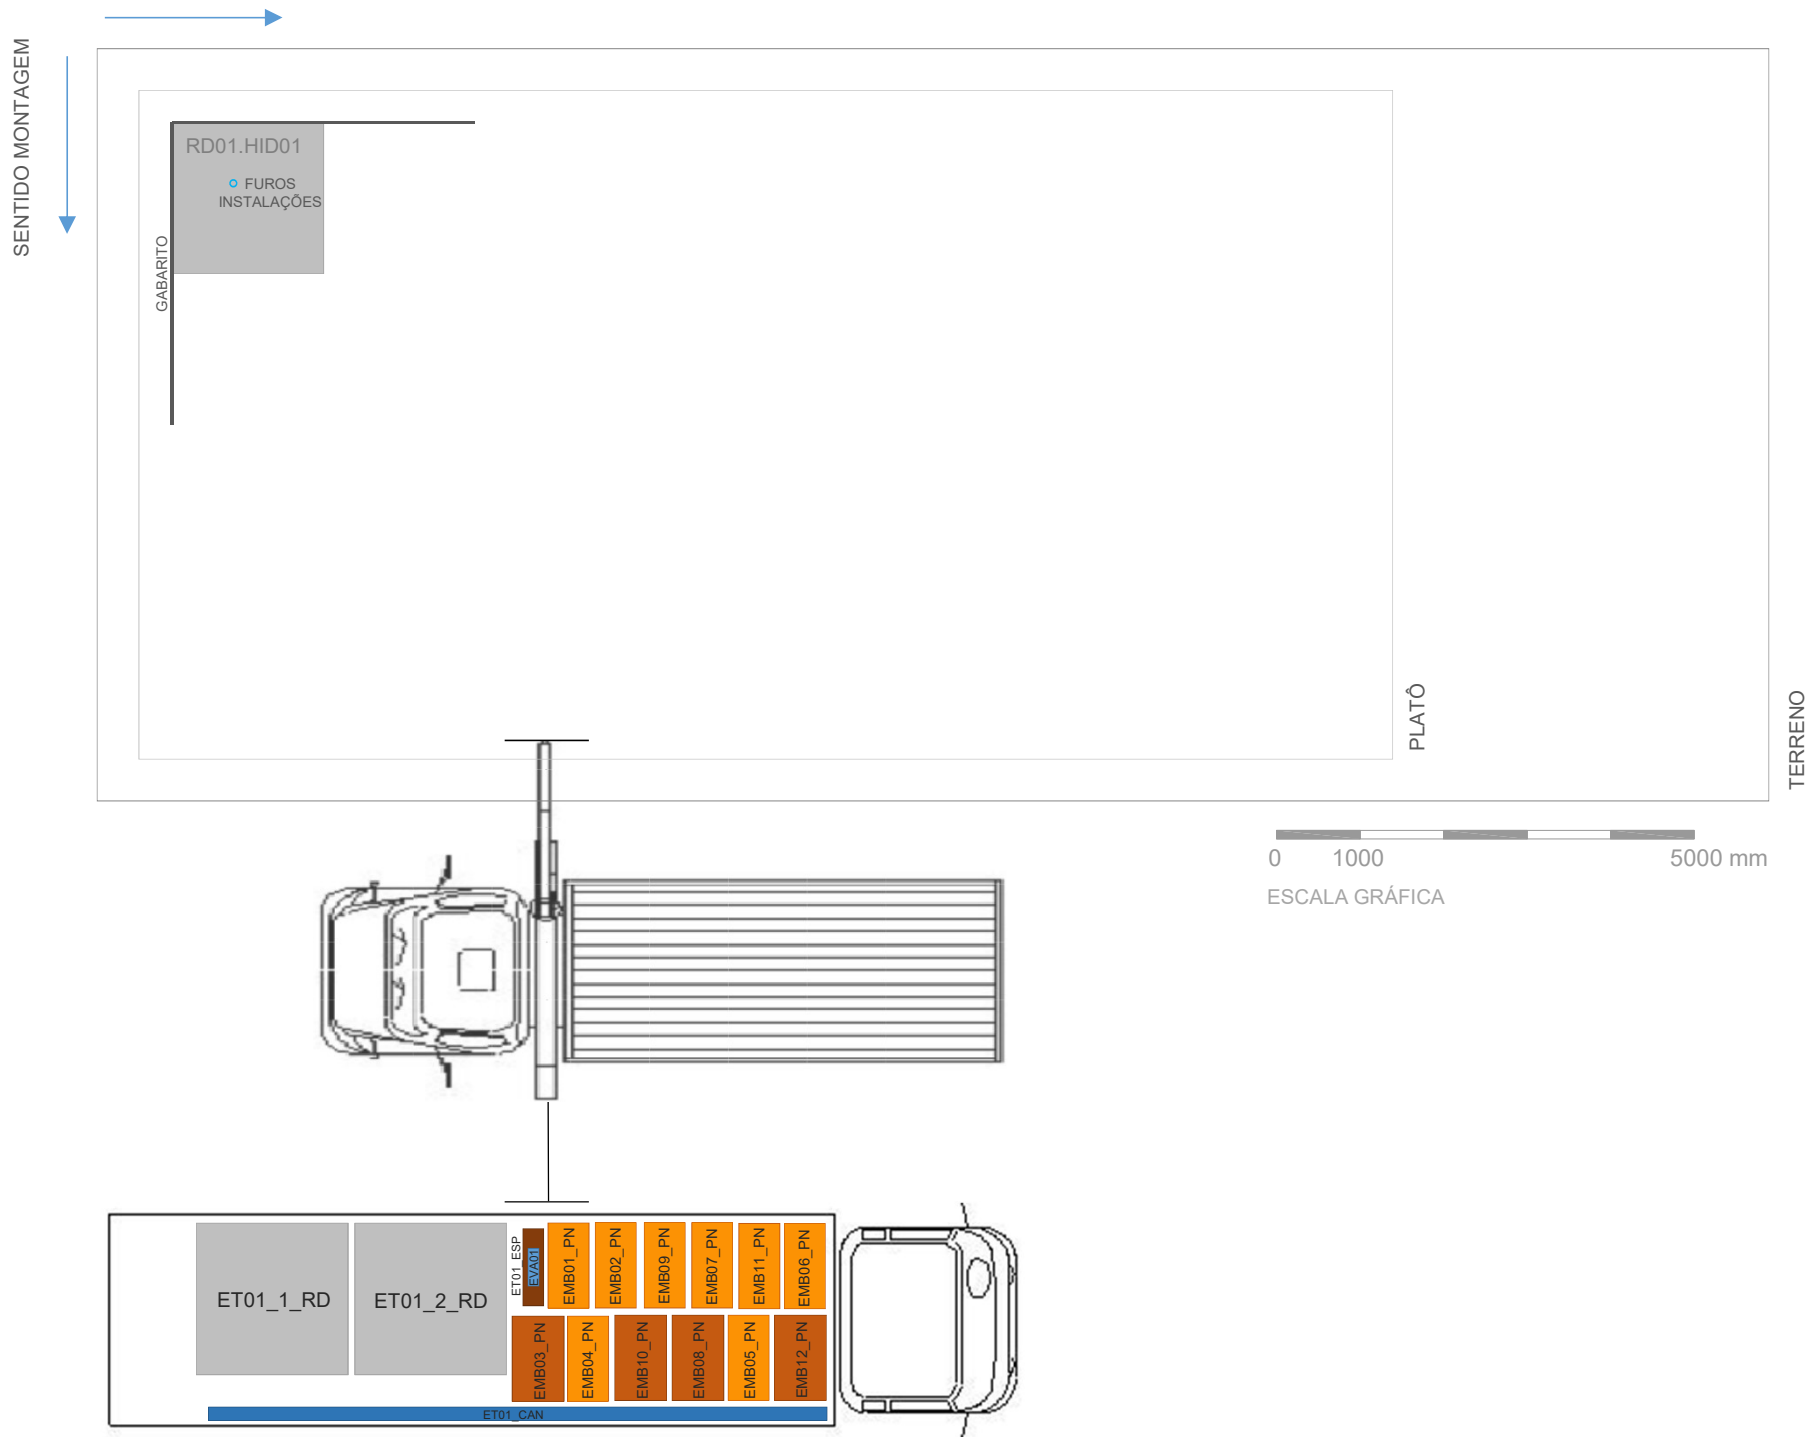 SENTIDO MONTAGEM
RD01.HID01
FUROS
INSTALAÇÕES
GABARITO
PLATÔ
TERRENO
0 1000 5000 mm
ESCALA GRÁFICA
ET01_1_RD
ET01_2_RD
ET01_ESP
EVA01
EMB01_PN
EMB02_PN
EMB09_PN
EMB07_PN
EMB11_PN
EMB06_PN
EMB03_PN
EMB04_PN
EMB10_PN
EMB08_PN
EMB05_PN
EMB12_PN
ET01_CAN